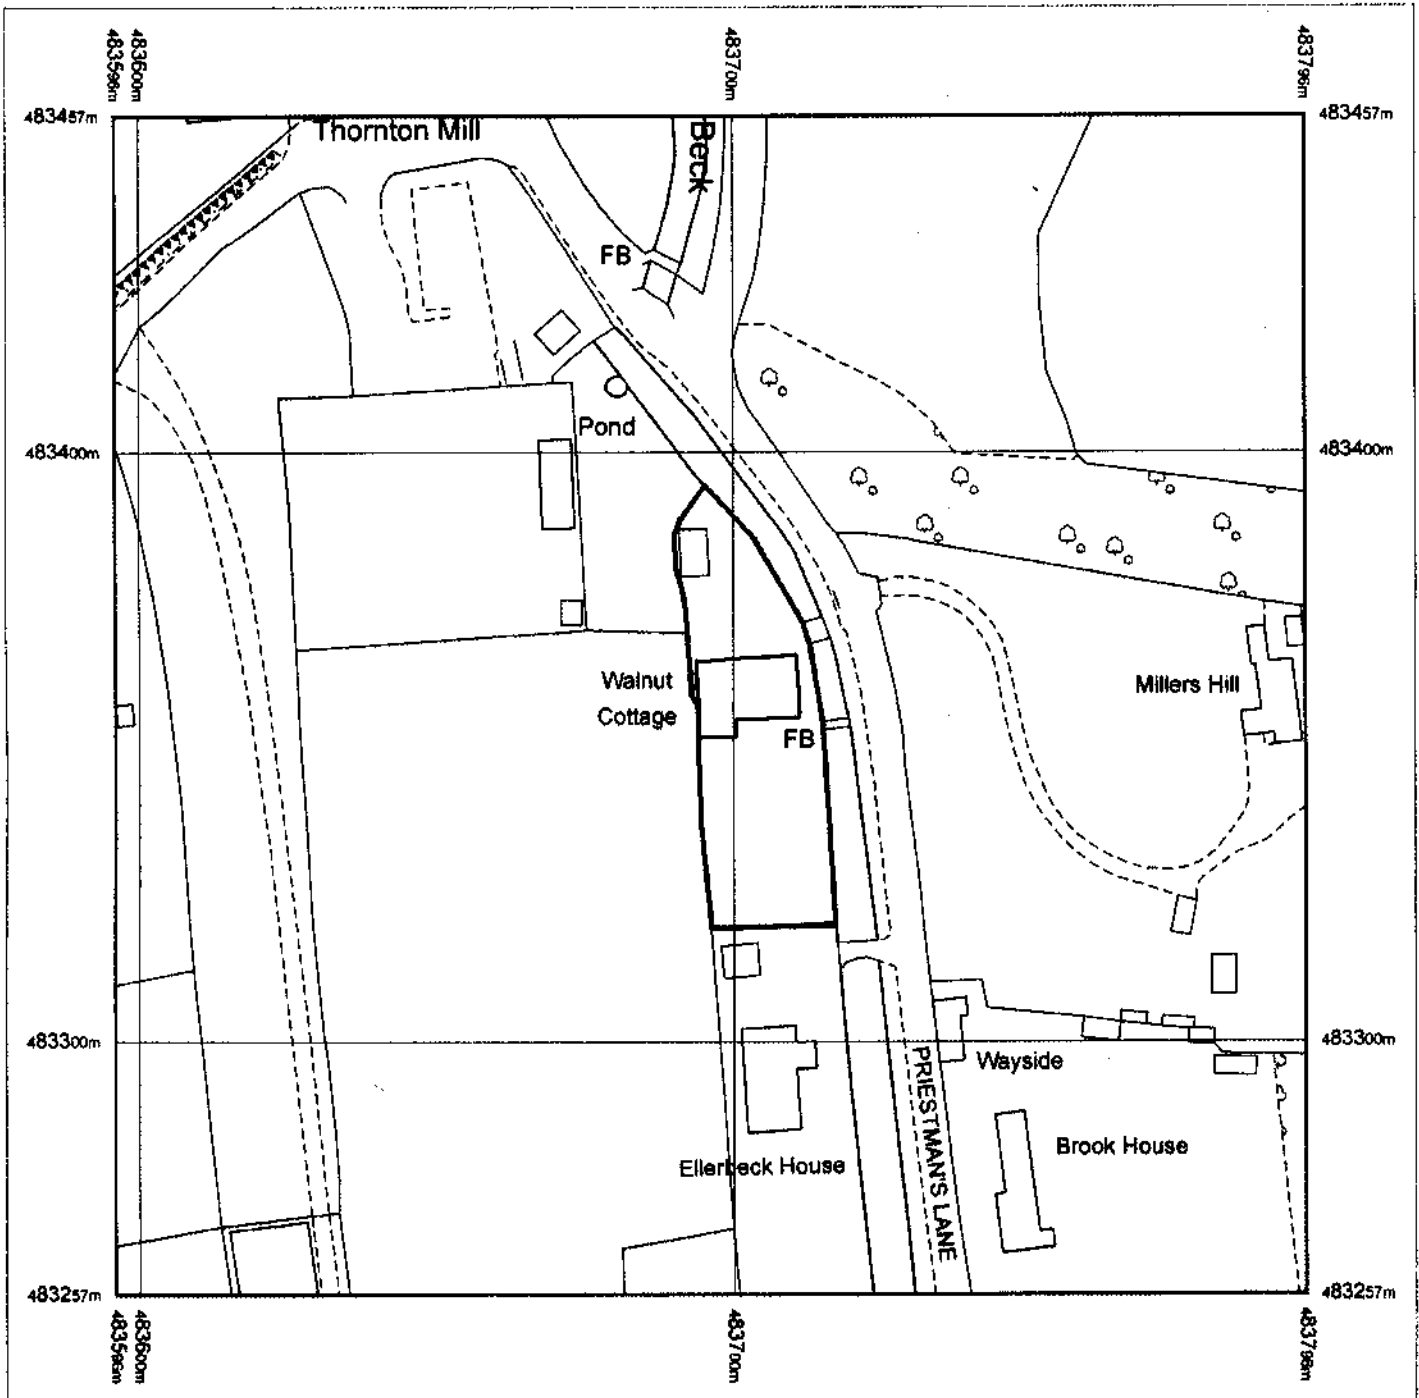 483596m
483600m
483700m
483796m
483457m
483457m
Thornton Mill
Beck
FB
Pond
483400m
483400m
Walnut
Cottage
Millers Hill
FB
483300m
483300m
Wayside
PRIESTMAN'S LANE
Brook House
Ellerbeck House
483257m
483257m
483596m
483600m
483700m
483796m